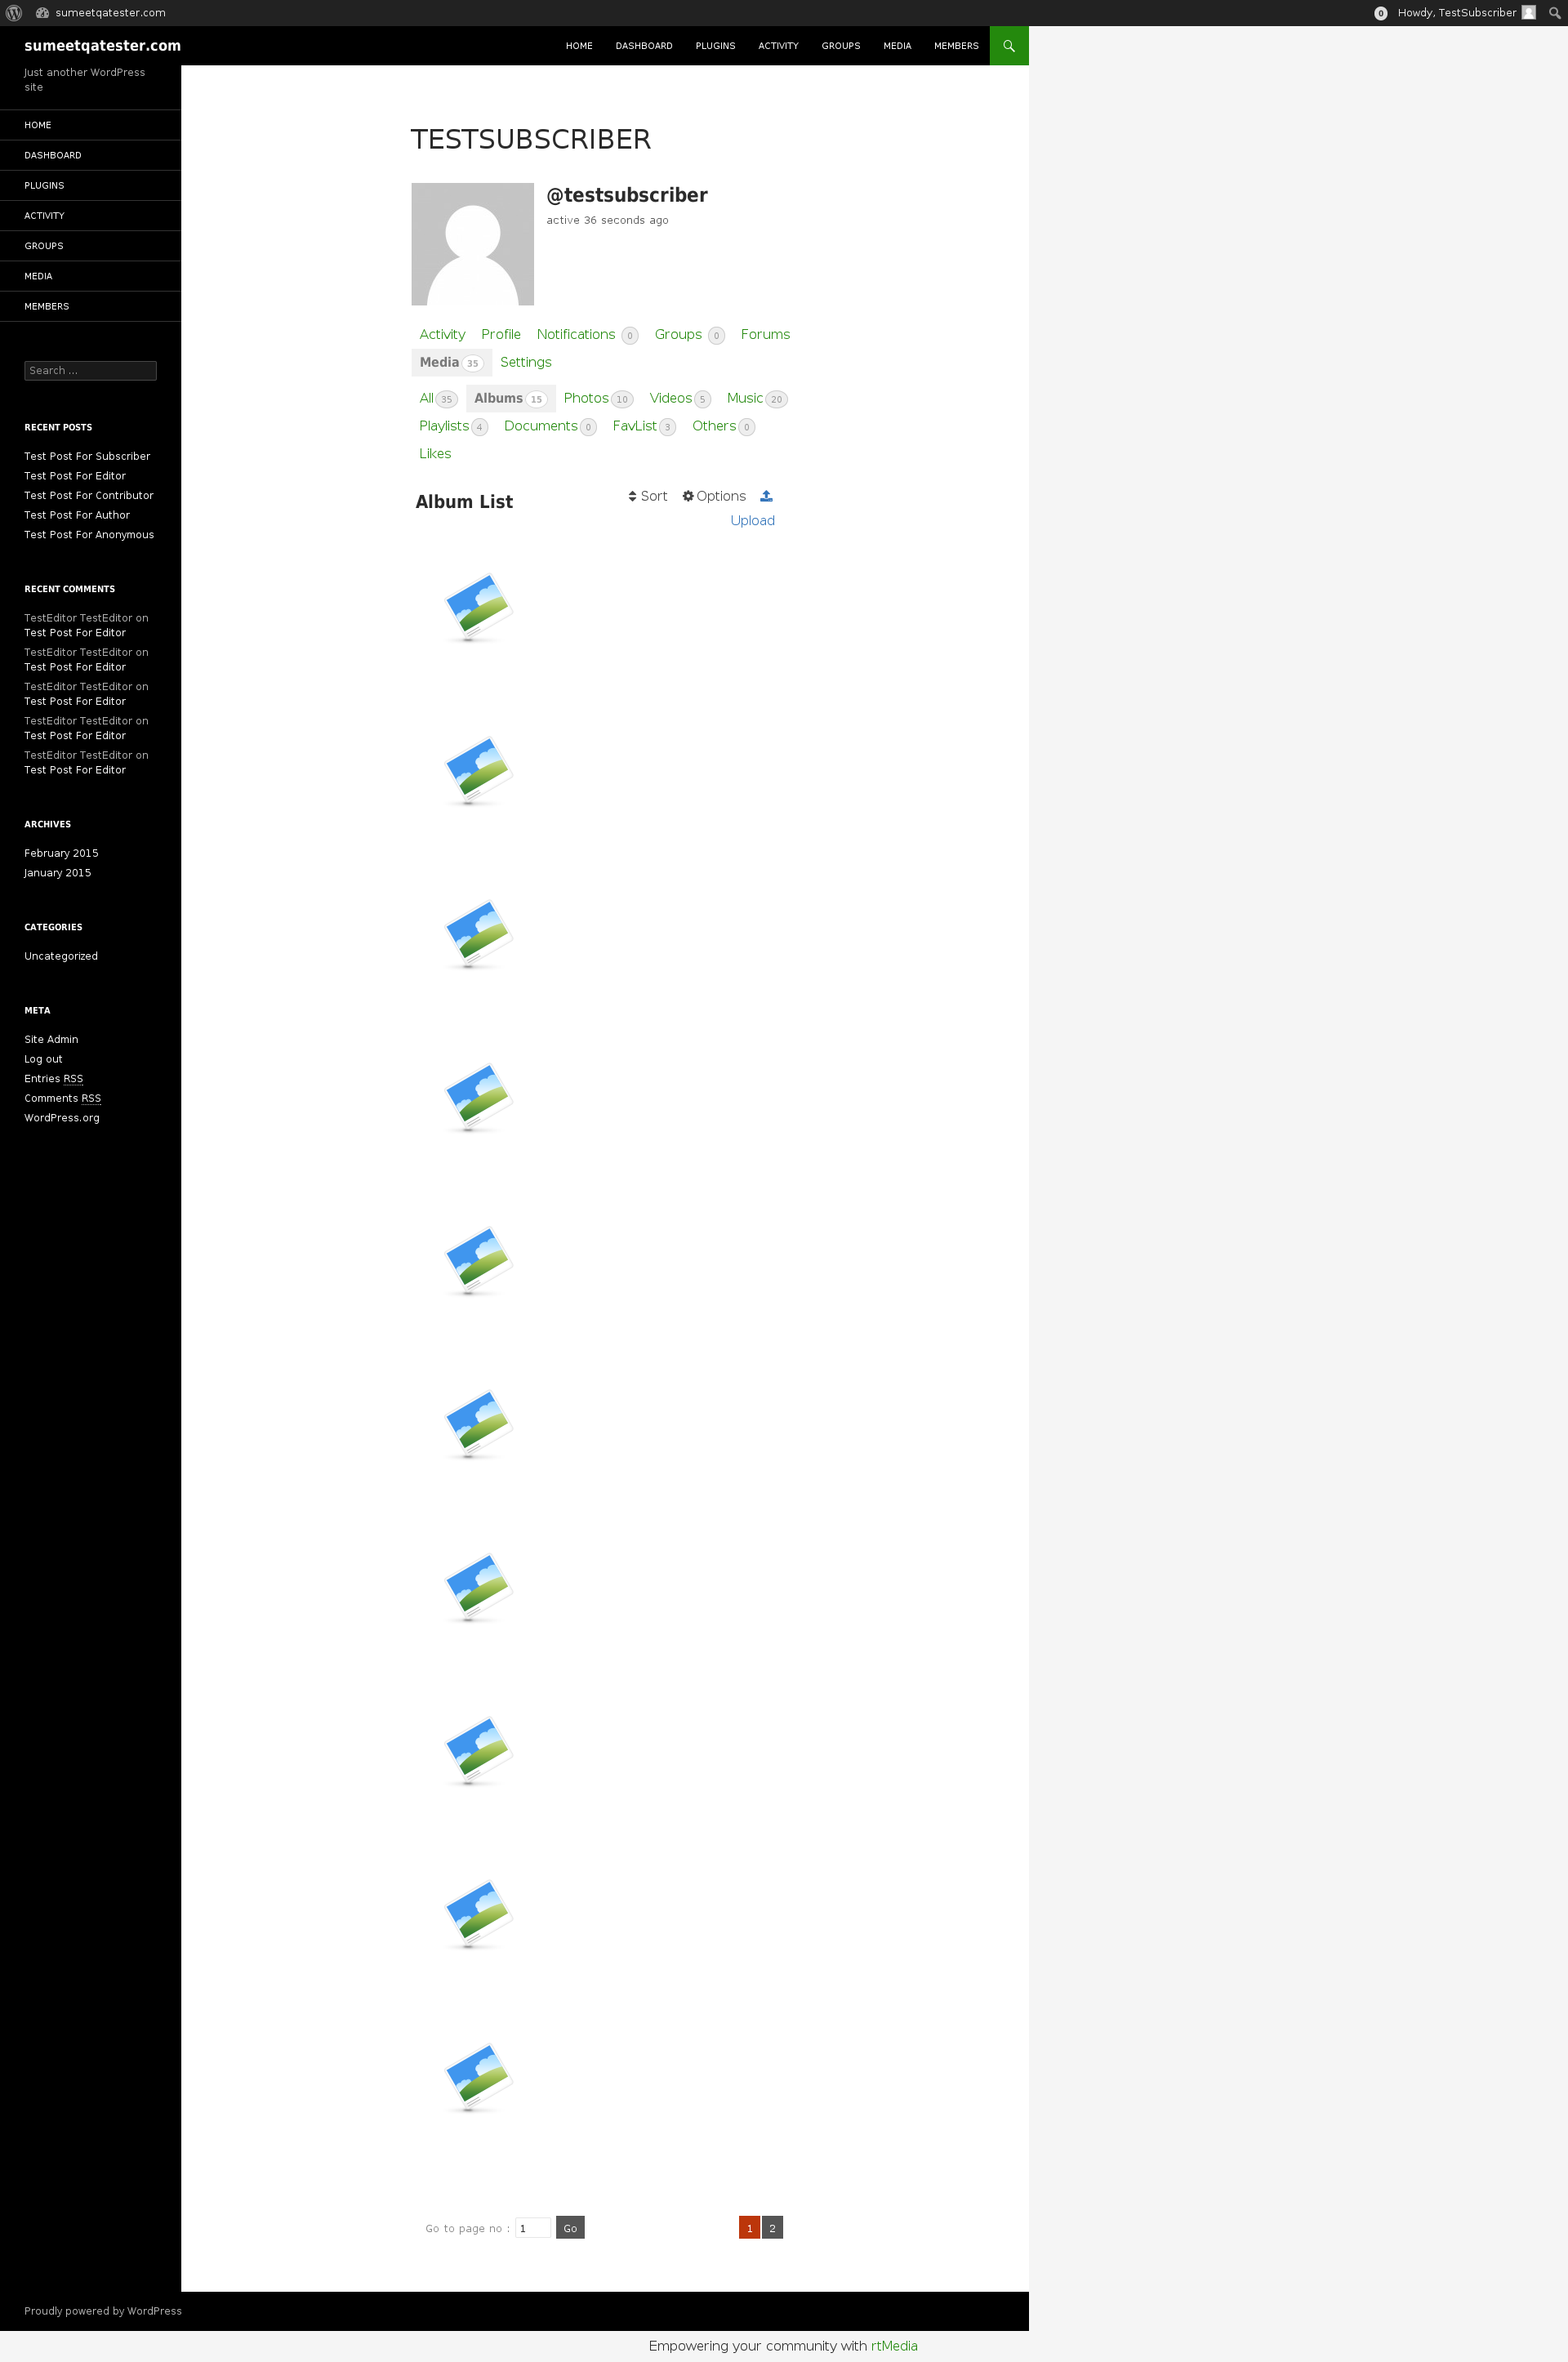 sumeetqatester.com
0 Howdy, TestSubscriber
sumeetqatester.com
HOME DASHBOARD PLUGINS ACTIVITY GROUPS MEDIA MEMBERS
Just another WordPress
site
HOME
DASHBOARD
PLUGINS
ACTIVITY
GROUPS
MEDIA
MEMBERS
Search ...
RECENT POSTS
Test Post For Subscriber
Test Post For Editor
Test Post For Contributor
Test Post For Author
Test Post For Anonymous
RECENT COMMENTS
TestEditor TestEditor on
Test Post For Editor
TestEditor TestEditor on
Test Post For Editor
TestEditor TestEditor on
Test Post For Editor
TestEditor TestEditor on
Test Post For Editor
TestEditor TestEditor on
Test Post For Editor
ARCHIVES
February 2015
January 2015
CATEGORIES
Uncategorized
META
Site Admin
Log out
Entries RSS
Comments RSS
WordPress.org
TESTSUBSCRIBER
@testsubscriber
active 36 seconds ago
Activity Profile Notifications 0 Groups 0 Forums
Media 35 Settings
All 35 Albums 15 Photos 10 Videos 5 Music 20
Playlists 4 Documents 0 FavList 3 Others 0
Likes
Album List
Sort Options
Upload
Go to page no : 1 Go
1 2
Proudly powered by WordPress
Empowering your community with rtMedia